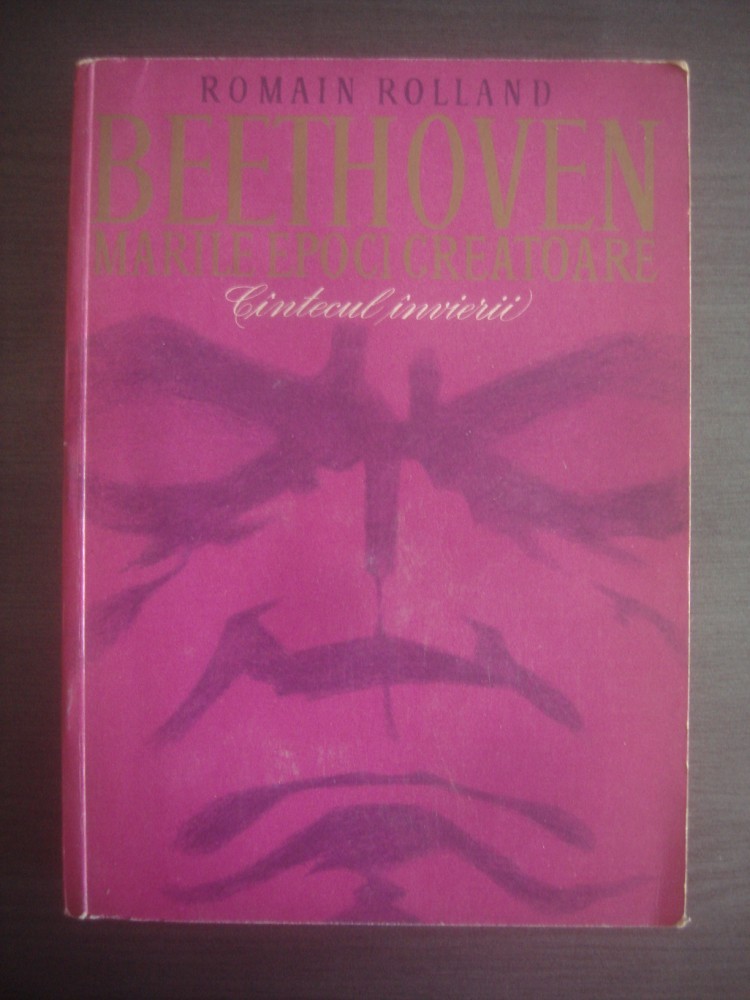 ROMAIN ROLLAND
BEETHOVEN
MARILE EPOCI CREATOARE
Cîntecul învierii